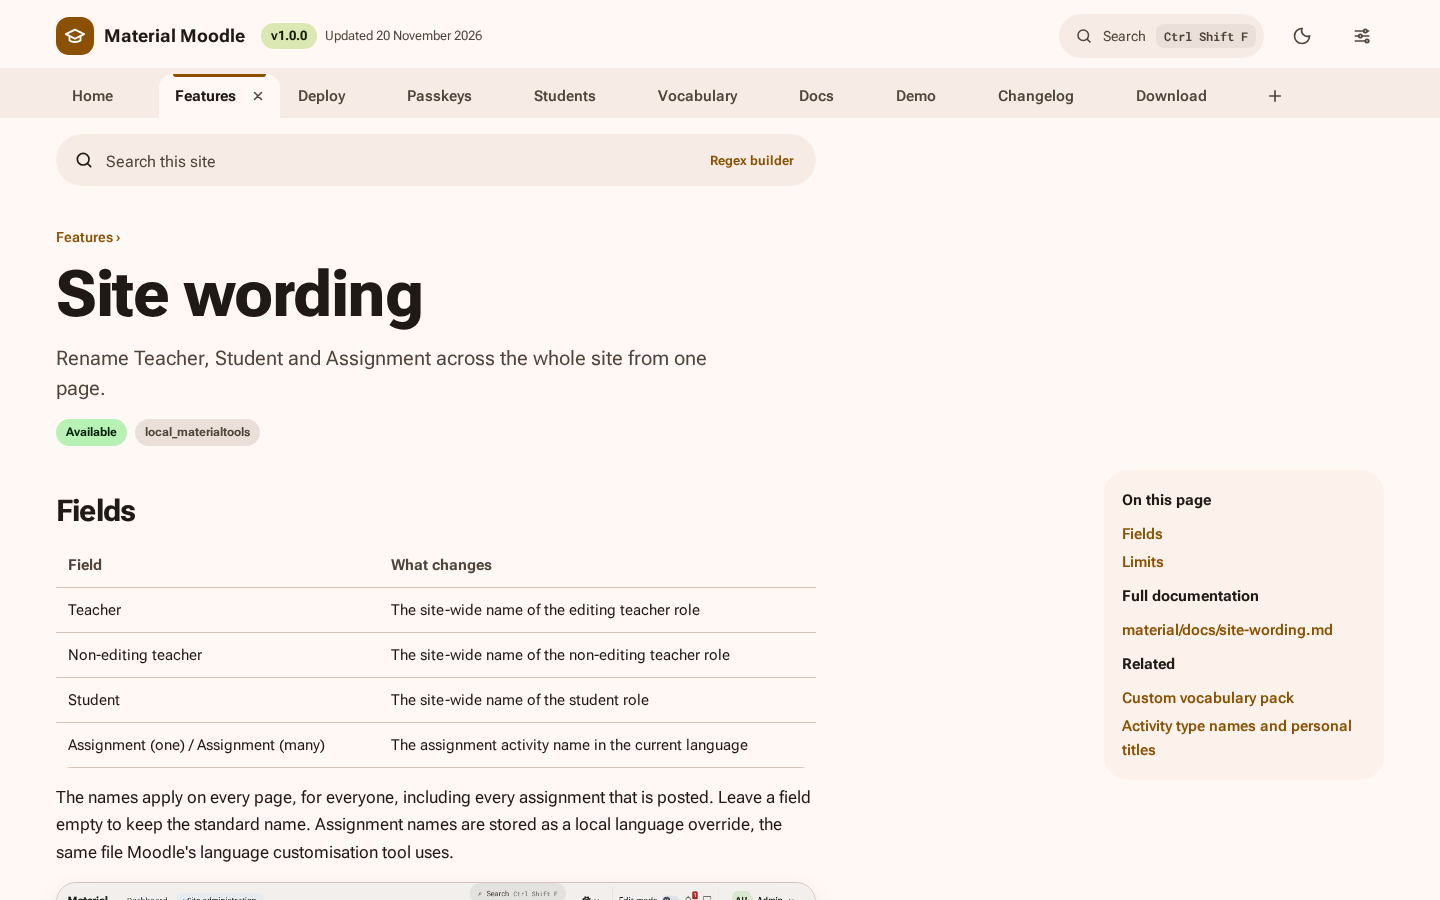 Material Moodle
v1.0.0
Updated 20 November 2026
Search
Ctrl Shift F
Home
Features
Deploy
Passkeys
Students
Vocabulary
Docs
Demo
Changelog
Download
Search this site
Regex builder
Features ›
Site wording
Rename Teacher, Student and Assignment across the whole site from one
page.
Available
local_materialtools
Fields
Field
What changes
Teacher
The site-wide name of the editing teacher role
Non-editing teacher
The site-wide name of the non-editing teacher role
Student
The site-wide name of the student role
Assignment (one) / Assignment (many)
The assignment activity name in the current language
The names apply on every page, for everyone, including every assignment that is posted. Leave a field
empty to keep the standard name. Assignment names are stored as a local language override, the
same file Moodle's language customisation tool uses.
On this page
Fields
Limits
Full documentation
material/docs/site-wording.md
Related
Custom vocabulary pack
Activity type names and personal
titles
Search Ctrl Shift F